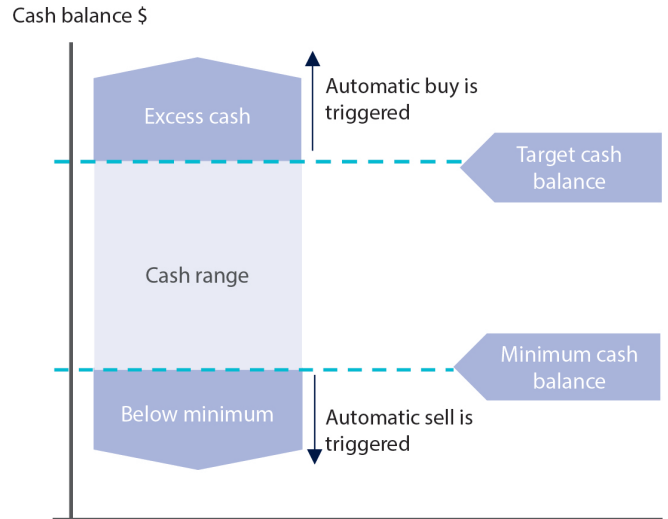 Cash balance $
Excess cash
Automatic buy is
triggered
Target cash
balance
Cash range
Minimum cash
balance
Below minimum
Automatic sell is
triggered